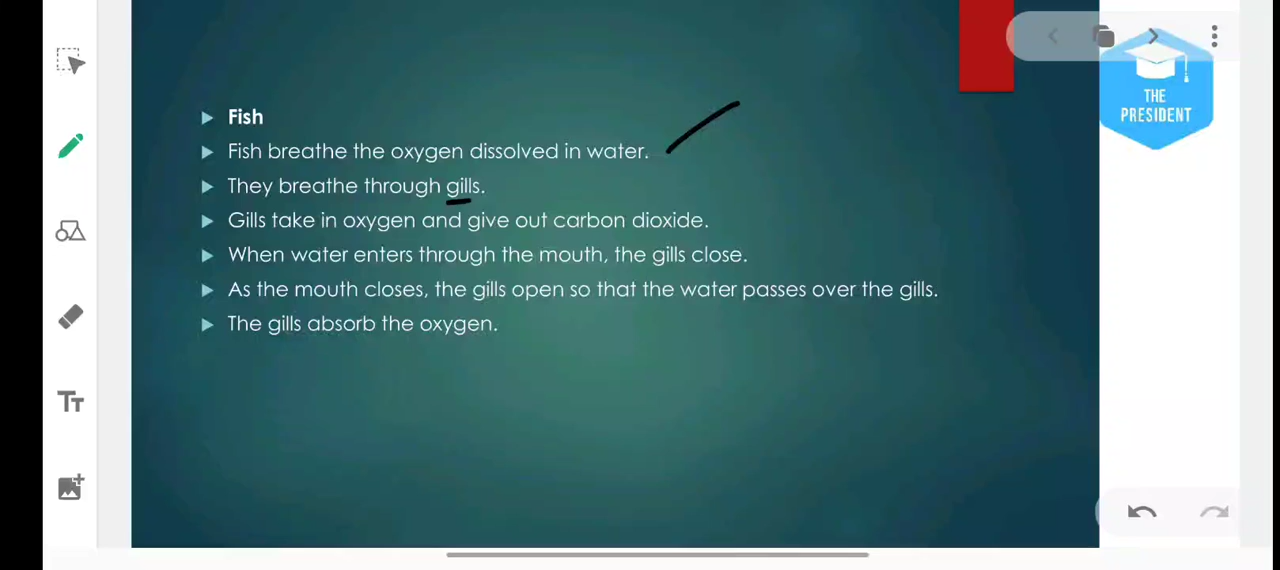 Fish
Fish breathe the oxygen dissolved in water.
They breathe through gills.
Gills take in oxygen and give out carbon dioxide.
When water enters through the mouth, the gills close.
As the mouth closes, the gills open so that the water passes over the gills.
The gills absorb the oxygen.
THE
PRESIDENT
TT